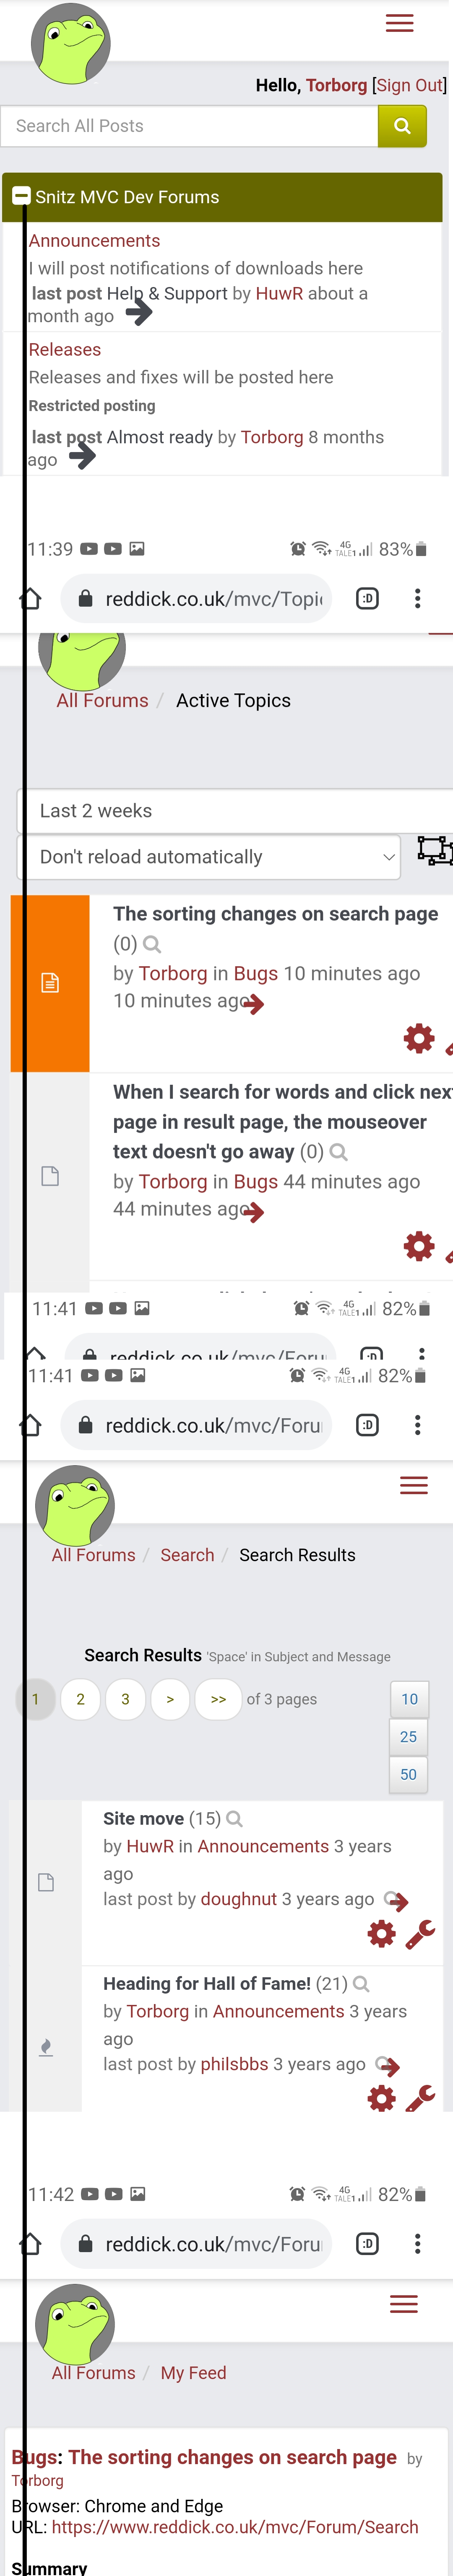 Hello, Torborg [Sign Out]
Search All Posts
Snitz MVC Dev Forums
Announcements
I will post notifications of downloads here
last post Help & Support by HuwR about a
month ago
Releases
Releases and fixes will be posted here
Restricted posting
last post Almost ready by Torborg 8 months
ago
11:39 4G TALE1 83%
reddick.co.uk/mvc/Topi :D
All Forums / Active Topics
Last 2 weeks
Don't reload automatically
The sorting changes on search page
(0)
by Torborg in Bugs 10 minutes ago
10 minutes ago
When I search for words and click nex
page in result page, the mouseover
text doesn't go away (0)
by Torborg in Bugs 44 minutes ago
44 minutes ago
11:41 4G TALE1 82%
reddick.co.uk/mvc/Foru :D
11:41 4G TALE1 82%
reddick.co.uk/mvc/Foru :D
All Forums / Search / Search Results
Search Results 'Space' in Subject and Message
1 2 3 > >> of 3 pages 10
25
50
Site move (15)
by HuwR in Announcements 3 years
ago
last post by doughnut 3 years ago
Heading for Hall of Fame! (21)
by Torborg in Announcements 3 years
ago
last post by philsbbs 3 years ago
11:42 4G TALE1 82%
reddick.co.uk/mvc/Foru :D
All Forums / My Feed
Bugs: The sorting changes on search page by
Torborg
Browser: Chrome and Edge
URL: https://www.reddick.co.uk/mvc/Forum/Search
Summary